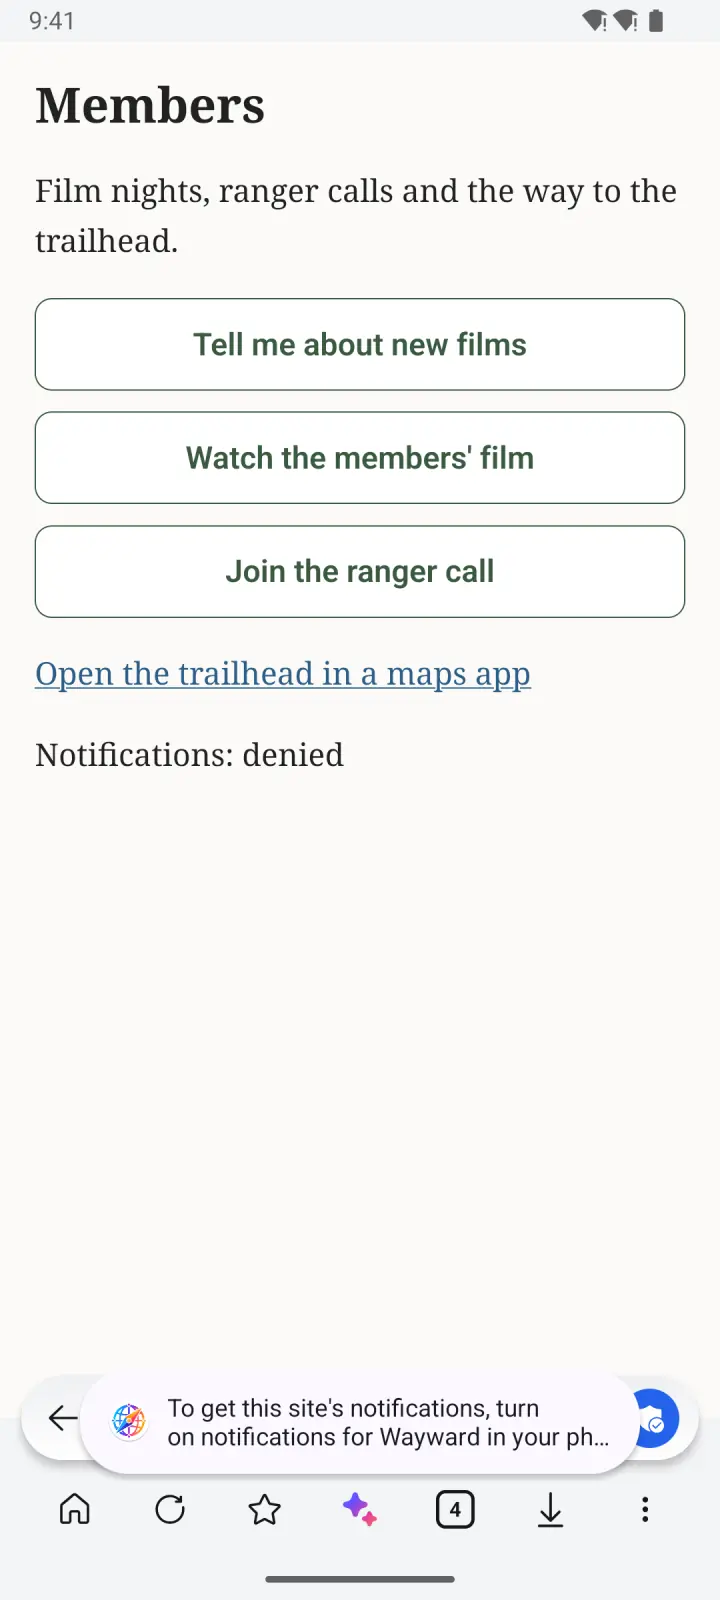 9:41
Members
Film nights, ranger calls and the way to the
trailhead.
Tell me about new films
Watch the members' film
Join the ranger call
Open the trailhead in a maps app
Notifications: denied
To get this site's notifications, turn
on notifications for Wayward in your ph...
4